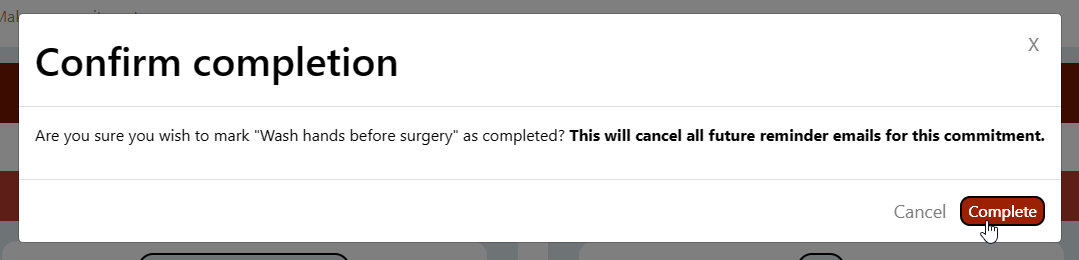 X
Confirm completion
Are you sure you wish to mark "Wash hands before surgery" as completed? This will cancel all future reminder emails for this commitment.
Cancel Complete